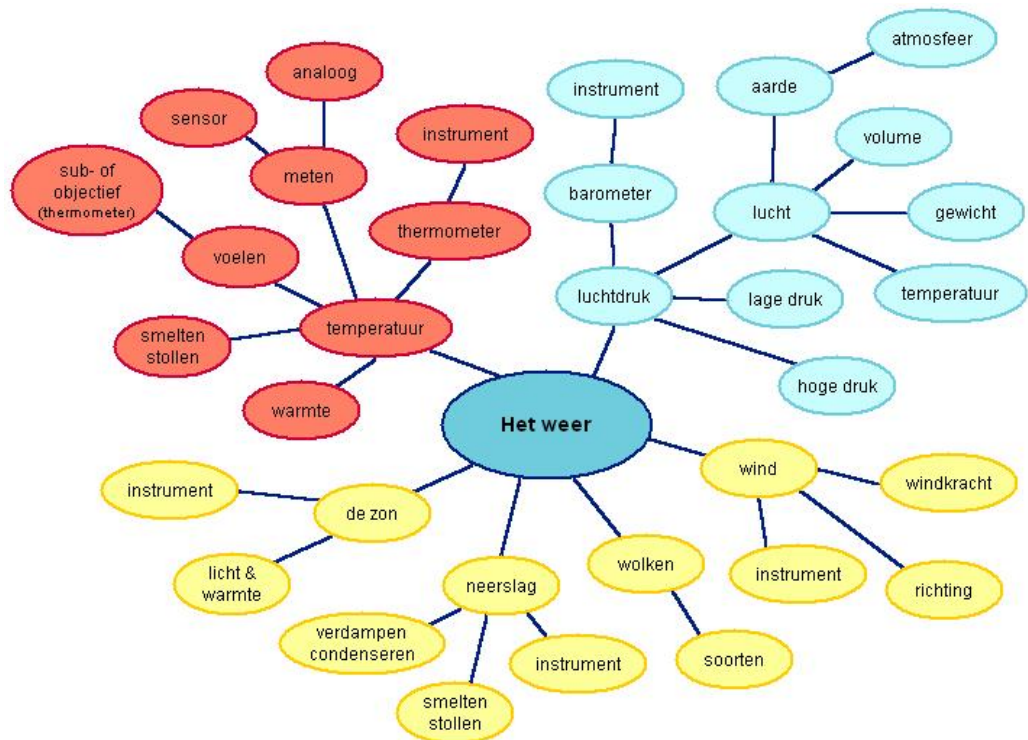 atmosfeer
analoog
aarde
instrument
sensor
instrument
volume
meten
sub- of
objectief
(thermometer)
barometer
lucht
gewicht
thermometer
voelen
luchtdruk
lage druk
temperatuur
temperatuur
smelten
stollen
hoge druk
warmte
Het weer
wind
windkracht
instrument
de zon
wolken
instrument
richting
licht &
warmte
neerslag
verdampen
condenseren
instrument
soorten
smelten
stollen